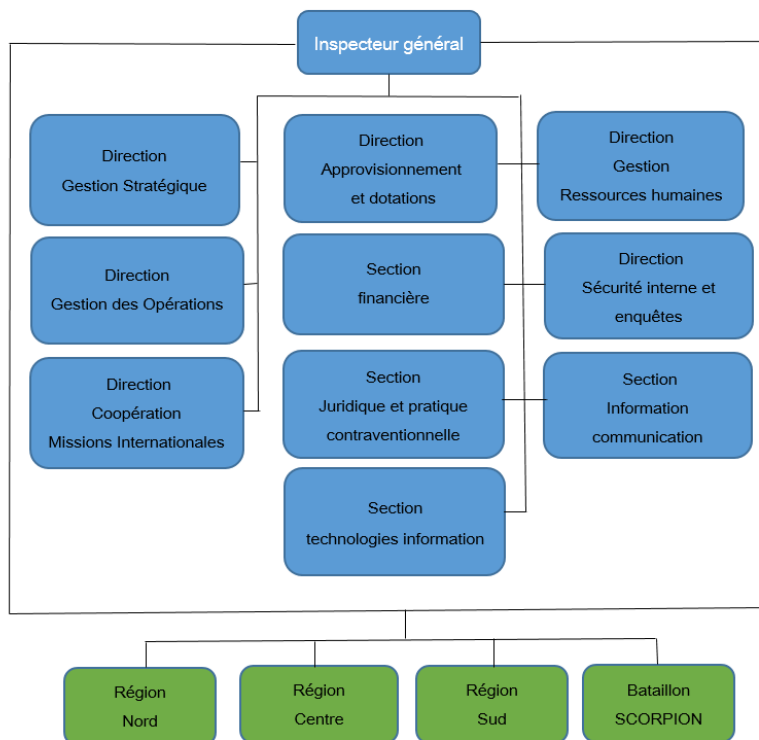 Inspecteur général
Direction
Gestion Stratégique
Direction
Approvisionnement
et dotations
Direction
Gestion
Ressources humaines
Direction
Gestion des Opérations
Section
financière
Direction
Sécurité interne et
enquêtes
Direction
Coopération
Missions Internationales
Section
Juridique et pratique
contraventionnelle
Section
Information
communication
Section
technologies information
Région
Nord
Région
Centre
Région
Sud
Bataillon
SCORPION